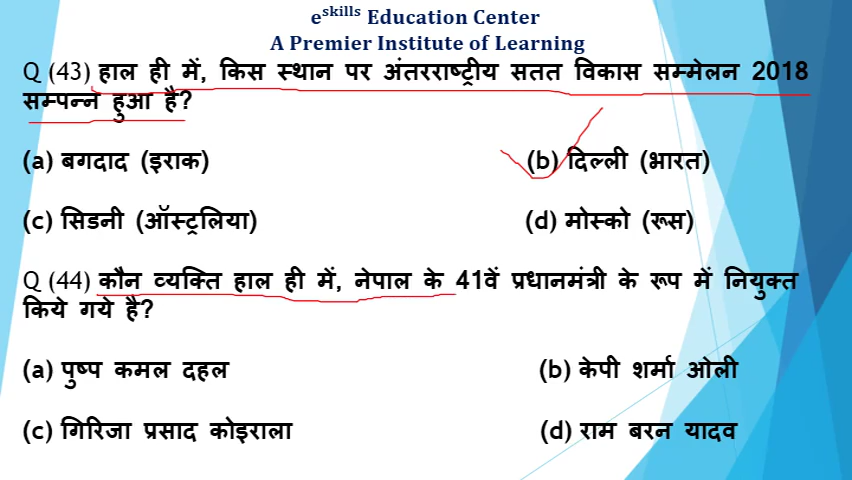 eskills Education Center
A Premier Institute of Learning
Q (43) हाल ही में, किस स्थान पर अंतरराष्ट्रीय सतत विकास सम्मेलन 2018
सम्पन्न हुआ है?
(a) बगदाद (इराक) (b) दिल्ली (भारत)
(c) सिडनी (ऑस्ट्रलिया) (d) मोस्को (रूस)
Q (44) कौन व्यक्ति हाल ही में, नेपाल के 41वें प्रधानमंत्री के रूप में नियुक्त
किये गये है?
(a) पुष्प कमल दहल (b) केपी शर्मा ओली
(c) गिरिजा प्रसाद कोइराला (d) राम बरन यादव